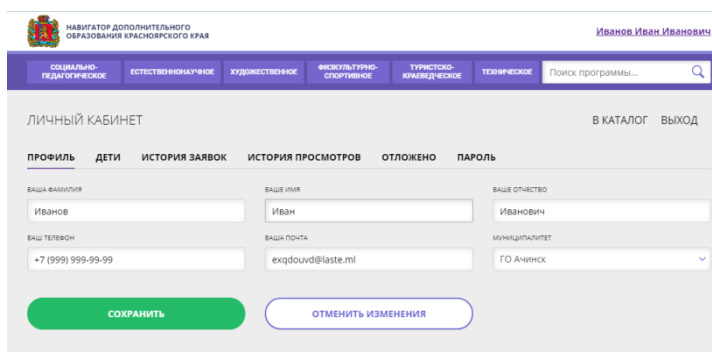 НАВИГАТОР ДОПОЛНИТЕЛЬНОГО
ОБРАЗОВАНИЯ КРАСНОЯРСКОГО КРАЯ
Иванов Иван Иванович
СОЦИАЛЬНО-
ПЕДАГОГИЧЕСКОЕ
ЕСТЕСТВЕННОНАУЧНОЕ
ХУДОЖЕСТВЕННОЕ
ФИЗКУЛЬТУРНО-
СПОРТИВНОЕ
ТУРИСТСКО-
КРАЕВЕДЧЕСКОЕ
ТЕХНИЧЕСКОЕ
Поиск программы...
ЛИЧНЫЙ КАБИНЕТ
В КАТАЛОГ ВЫХОД
ПРОФИЛЬ ДЕТИ ИСТОРИЯ ЗАЯВОК ИСТОРИЯ ПРОСМОТРОВ ОТЛОЖЕНО ПАРОЛЬ
ВАША ФАМИЛИЯ ВАШЕ ИМЯ ВАШЕ ОТЧЕСТВО
Иванов Иван Иванович
ВАШ ТЕЛЕФОН ВАША ПОЧТА МУНИЦИПАЛИТЕТ
+7 (999) 999-99-99 exqdouvd@laste.ml ГО Ачинск
СОХРАНИТЬ ОТМЕНИТЬ ИЗМЕНЕНИЯ